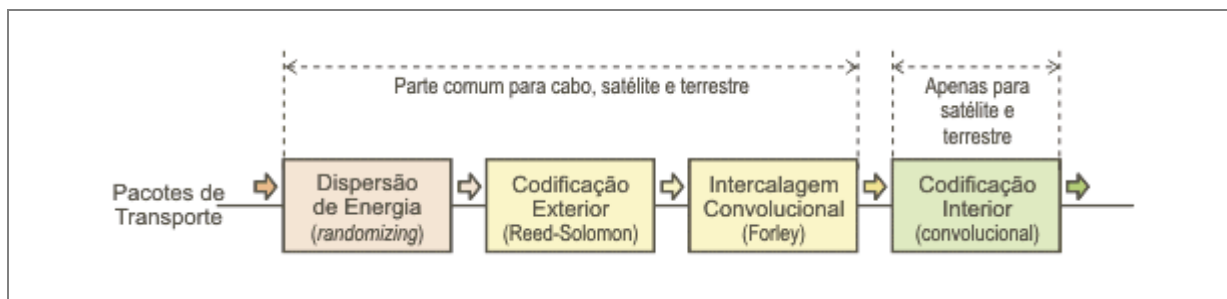 Parte comum para cabo, satélite e terrestre
Apenas para
satélite e
terrestre
Pacotes de
Transporte
Dispersão
de Energia
(randomizing)
Codificação
Exterior
(Reed-Solomon)
Intercalagem
Convolucional
(Forley)
Codificação
Interior
(convolucional)